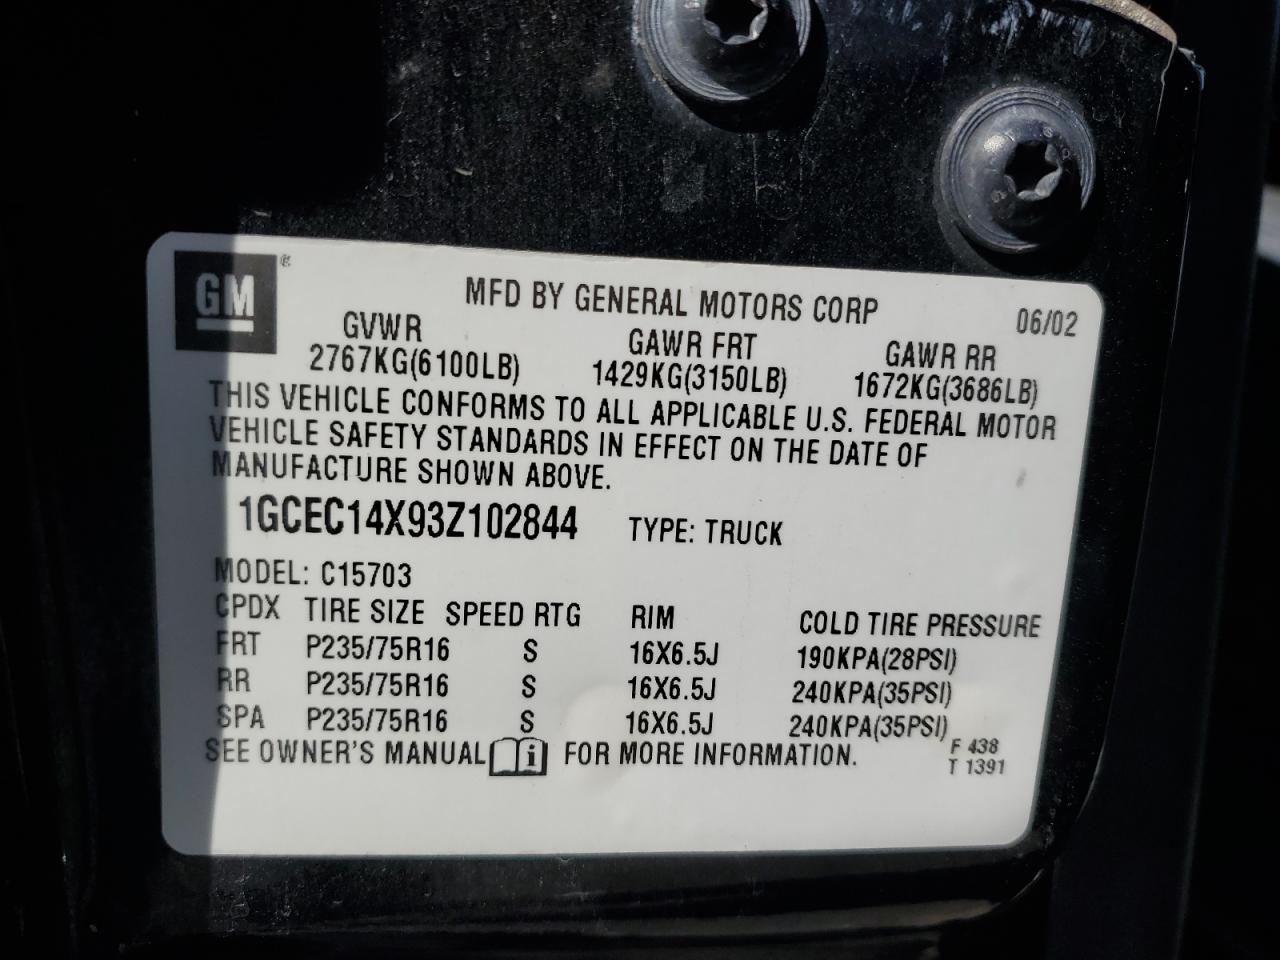 GM ®
MFD BY GENERAL MOTORS CORP 06/02
GVWR GAWR FRT GAWR RR
2767KG(6100LB) 1429KG(3150LB) 1672KG(3686LB)
THIS VEHICLE CONFORMS TO ALL APPLICABLE U.S. FEDERAL MOTOR
VEHICLE SAFETY STANDARDS IN EFFECT ON THE DATE OF
MANUFACTURE SHOWN ABOVE.
1GCEC14X93Z102844 TYPE: TRUCK
MODEL: C15703
CPDX TIRE SIZE SPEED RTG RIM COLD TIRE PRESSURE
FRT P235/75R16 S 16X6.5J 190KPA(28PSI)
RR P235/75R16 S 16X6.5J 240KPA(35PSI)
SPA P235/75R16 S 16X6.5J 240KPA(35PSI)
SEE OWNER'S MANUAL i FOR MORE INFORMATION.
F 438
T 1391